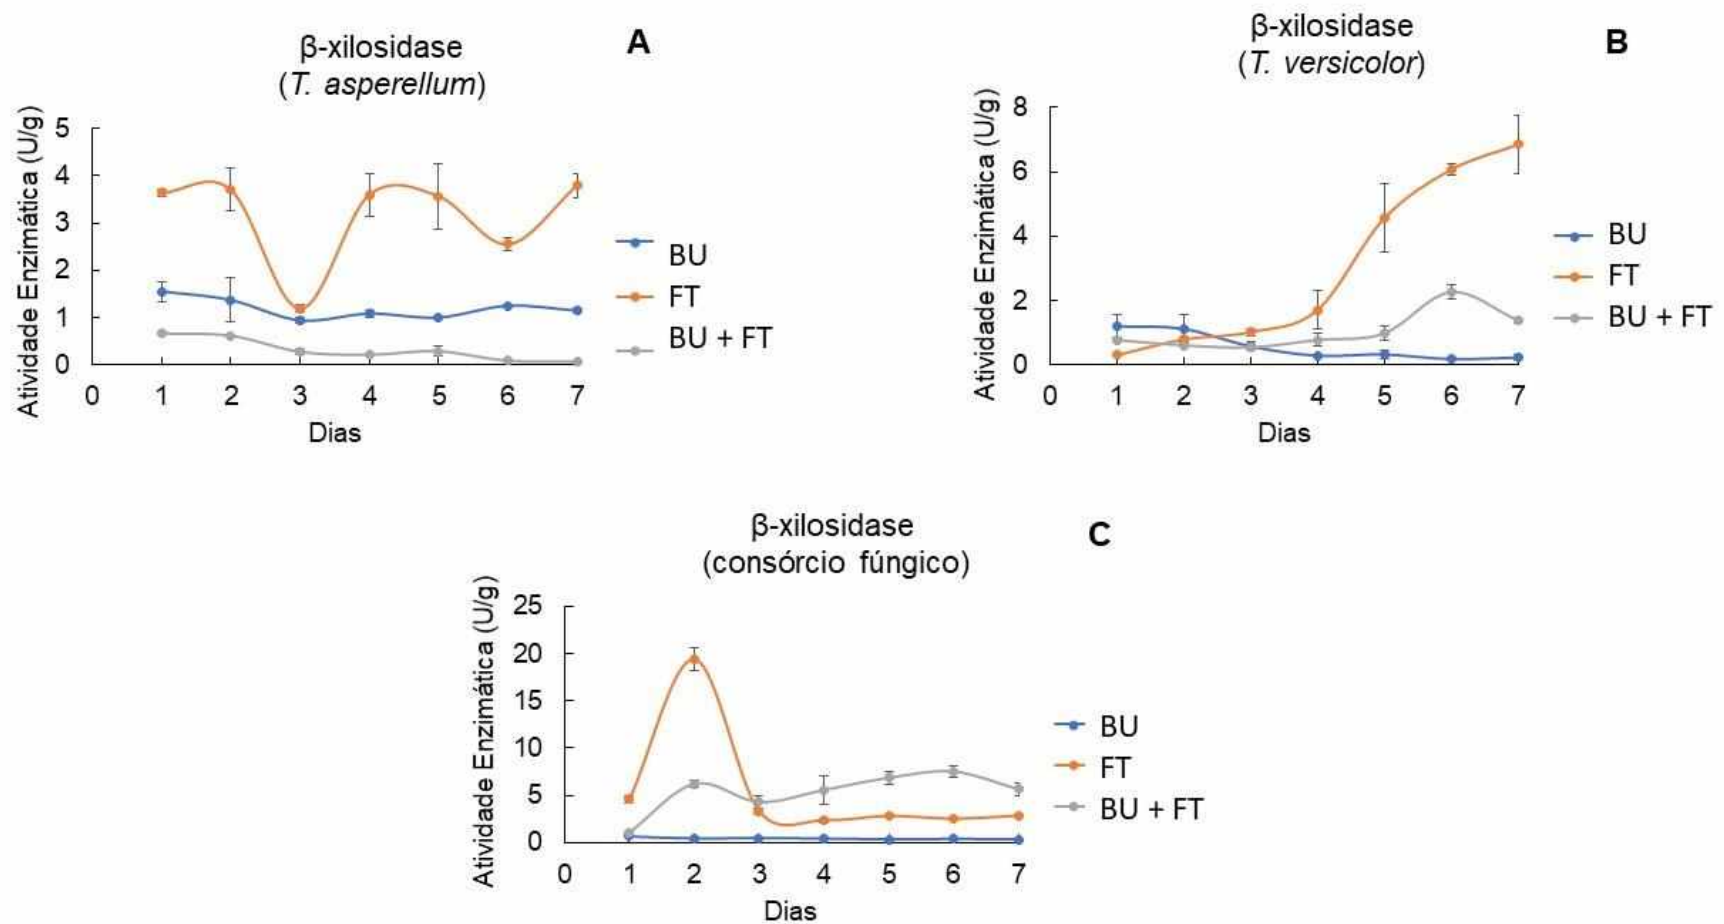 β-xilosidase
(T. asperellum)
A
Atividade Enzimática (U/g)
5
4
3
2
1
0
0 1 2 3 4 5 6 7
Dias
BU
FT
BU + FT
β-xilosidase
(T. versicolor)
B
Atividade Enzimática (U/g)
8
6
4
2
0
0 1 2 3 4 5 6 7
Dias
BU
FT
BU + FT
β-xilosidase
(consórcio fúngico)
C
Atividade Enzimática (U/g)
25
20
15
10
5
0
0 1 2 3 4 5 6 7
Dias
BU
FT
BU + FT